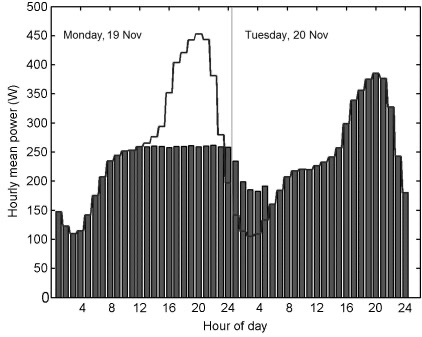 500
450
400
350
300
250
200
150
100
50
0
Monday, 19 Nov
Tuesday, 20 Nov
Hourly mean power (W)
4 8 12 16 20 24 4 8 12 16 20 24
Hour of day